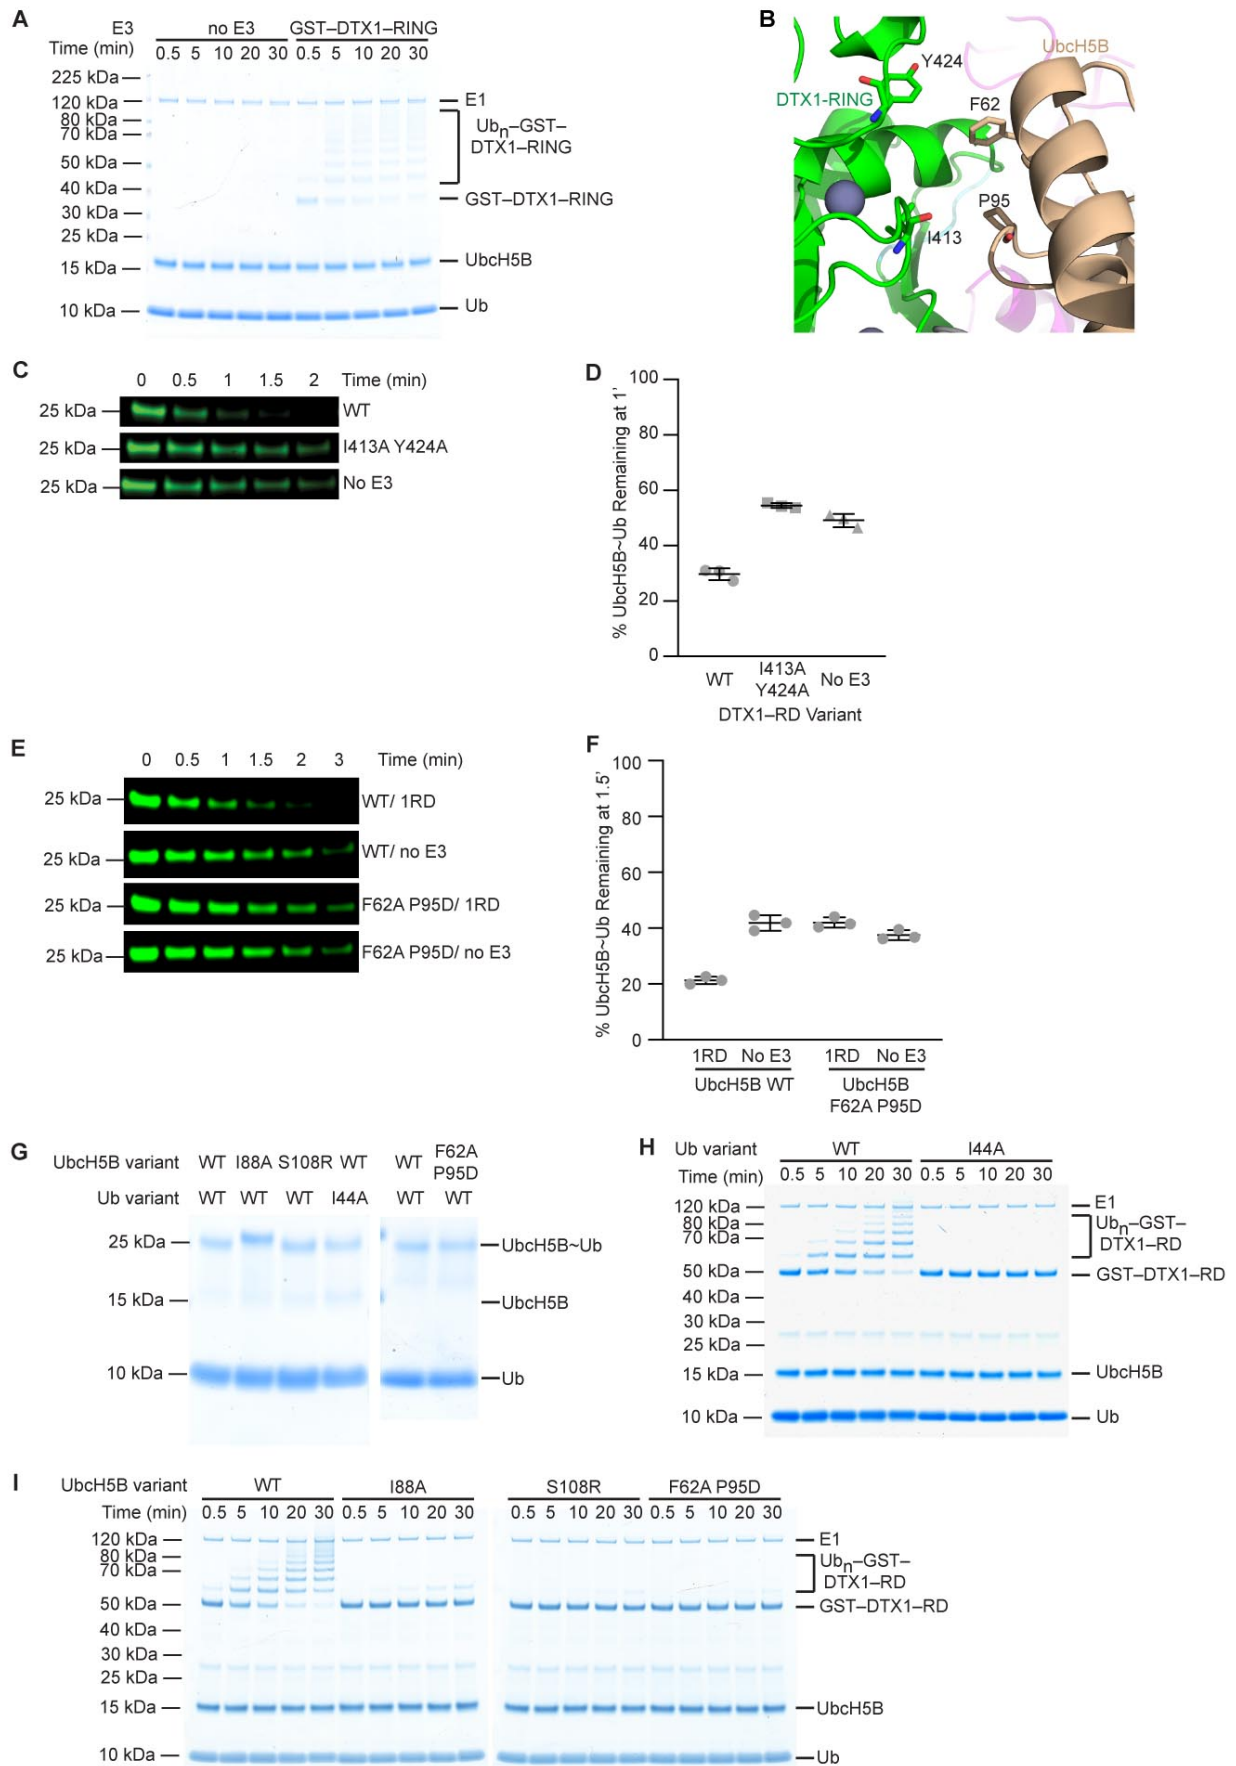 A
E3 no E3 GST–DTX1–RING
Time (min) 0.5 5 10 20 30 0.5 5 10 20 30
225 kDa
120 kDa
80 kDa
70 kDa
50 kDa
40 kDa
30 kDa
25 kDa
15 kDa
10 kDa
E1
Ubn–GST–
DTX1–RING
GST–DTX1–RING
UbcH5B
Ub
B
UbcH5B
Y424
DTX1-RING
F62
P95
I413
C
0 0.5 1 1.5 2 Time (min)
25 kDa WT
25 kDa I413A Y424A
25 kDa No E3
D
% UbcH5B~Ub Remaining at 1'
100
80
60
40
20
0
WT I413A Y424A No E3
DTX1–RD Variant
E
0 0.5 1 1.5 2 3 Time (min)
25 kDa WT/ 1RD
25 kDa WT/ no E3
25 kDa F62A P95D/ 1RD
25 kDa F62A P95D/ no E3
F
% UbcH5B~Ub Remaining at 1.5'
100
80
60
40
20
0
1RD No E3 1RD No E3
UbcH5B WT UbcH5B
F62A P95D
G
UbcH5B variant WT I88A S108R WT WT F62A P95D
Ub variant WT WT WT I44A WT WT
25 kDa
15 kDa
10 kDa
UbcH5B~Ub
UbcH5B
Ub
H
Ub variant WT I44A
Time (min) 0.5 5 10 20 30 0.5 5 10 20 30
120 kDa
80 kDa
70 kDa
50 kDa
40 kDa
30 kDa
25 kDa
15 kDa
10 kDa
E1
Ubn–GST–
DTX1–RD
GST–DTX1–RD
UbcH5B
Ub
I
UbcH5B variant WT I88A S108R F62A P95D
Time (min) 0.5 5 10 20 30 0.5 5 10 20 30 0.5 5 10 20 30 0.5 5 10 20 30
120 kDa
80 kDa
70 kDa
50 kDa
40 kDa
30 kDa
25 kDa
15 kDa
10 kDa
E1
Ubn–GST–
DTX1–RD
GST–DTX1–RD
UbcH5B
Ub